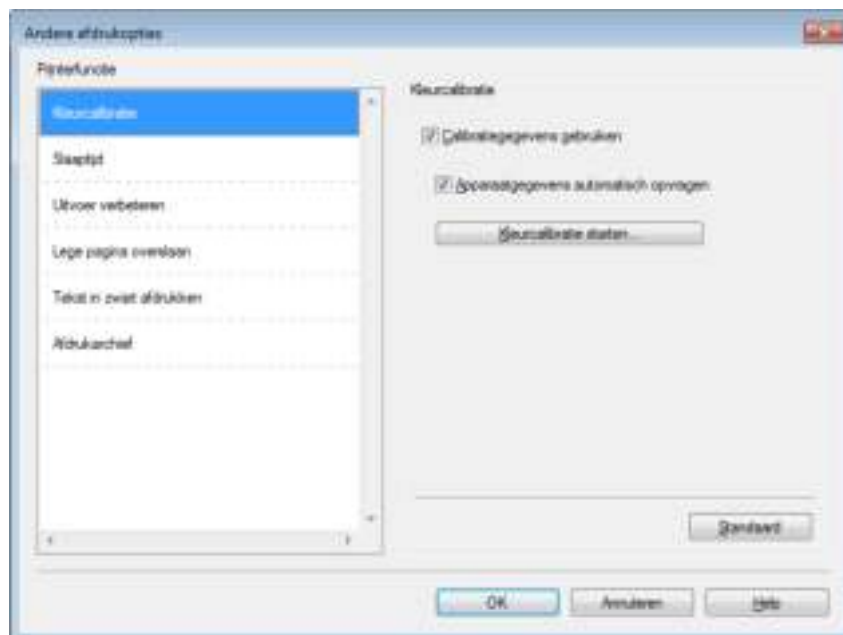 Andere afdrukopties
Printerfunctie
Kleurcalibratie
Slaaptijd
Uitvoer verbeteren
Lege pagina overslaan
Tekst in zwart afdrukken
Afdrukarchief
Kleurcalibratie
Calibratiegegevens gebruiken
Apparaatgegevens automatisch opvragen
Kleurcalibratie starten...
Standaard
OK
Annuleren
Help